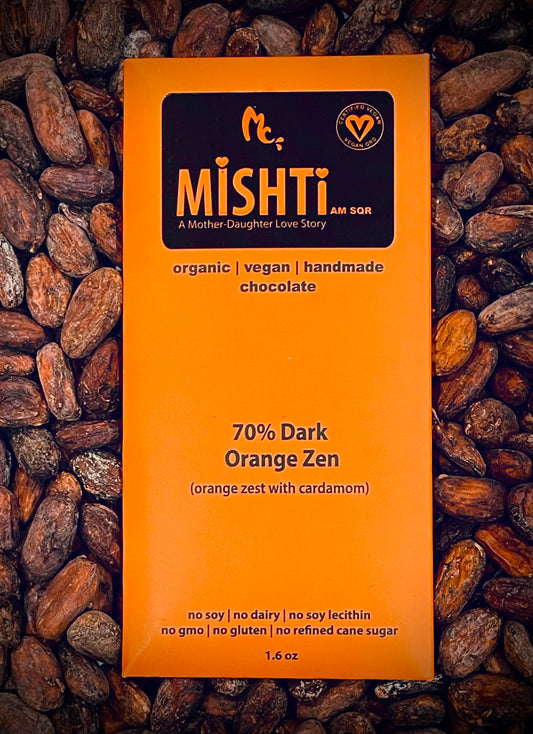 Mc
CERTIFIED VEGAN
V
VEGAN.ORG
MiSHTi AM SQR
A Mother-Daughter Love Story
organic | vegan | handmade
chocolate
70% Dark
Orange Zen
(orange zest with cardamom)
no soy | no dairy | no soy lecithin
no gmo | no gluten | no refined cane sugar
1.6 oz